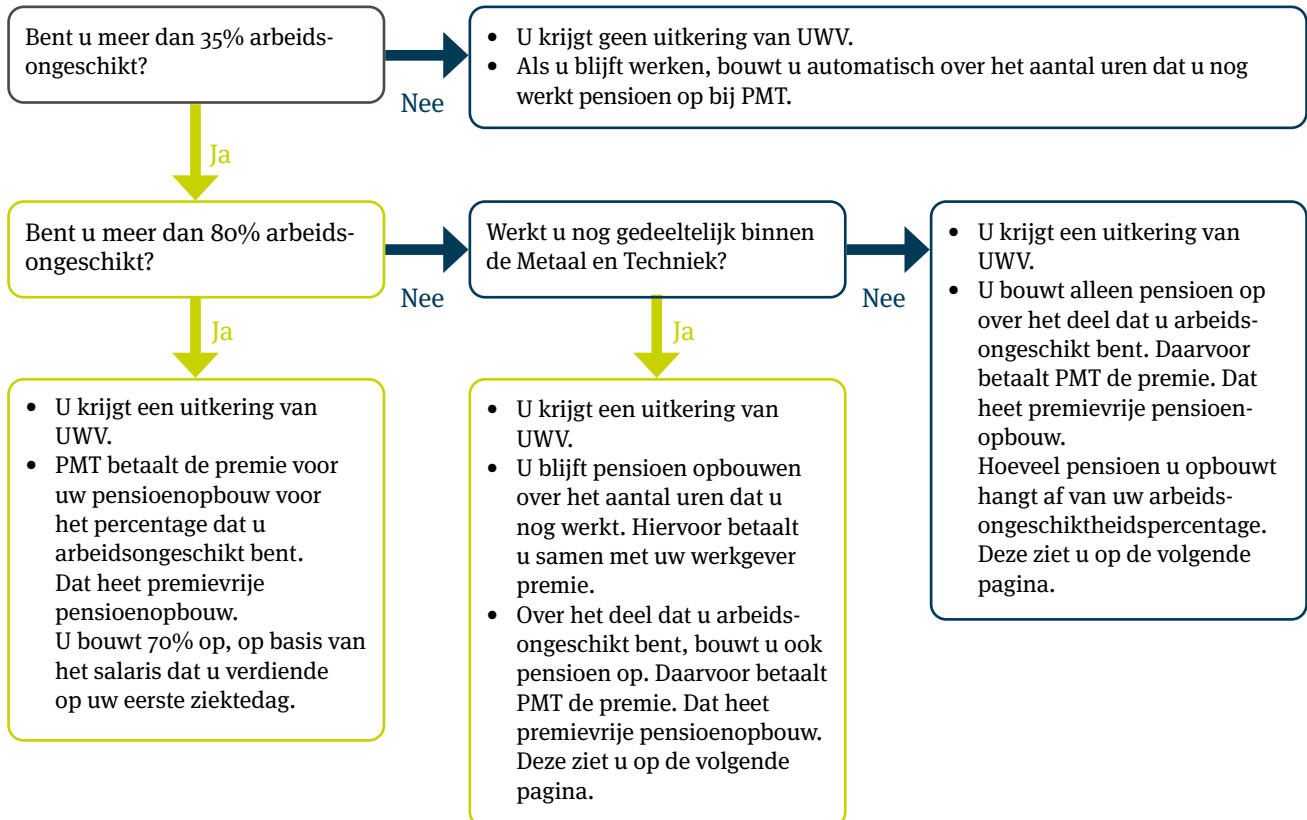 Bent u meer dan 35% arbeids-
ongeschikt?
Nee
• U krijgt geen uitkering van UWV.
• Als u blijft werken, bouwt u automatisch over het aantal uren dat u nog
werkt pensioen op bij PMT.
Ja
Bent u meer dan 80% arbeids-
ongeschikt?
Nee
Werkt u nog gedeeltelijk binnen
de Metaal en Techniek?
Nee
• U krijgt een uitkering van
UWV.
• U bouwt alleen pensioen op
over het deel dat u arbeids-
ongeschikt bent. Daarvoor
betaalt PMT de premie. Dat
heet premievrije pensioen-
opbouw.
Hoeveel pensioen u opbouwt
hangt af van uw arbeids-
ongeschiktheidspercentage.
Deze ziet u op de volgende
pagina.
Ja
• U krijgt een uitkering van
UWV.
• PMT betaalt de premie voor
uw pensioenopbouw voor
het percentage dat u
arbeidsongeschikt bent.
Dat heet premievrije
pensioenopbouw.
U bouwt 70% op, op basis van
het salaris dat u verdiende
op uw eerste ziektedag.
Ja
• U krijgt een uitkering van
UWV.
• U blijft pensioen opbouwen
over het aantal uren dat u
nog werkt. Hiervoor betaalt
u samen met uw werkgever
premie.
• Over het deel dat u arbeids-
ongeschikt bent, bouwt u ook
pensioen op. Daarvoor betaalt
PMT de premie. Dat heet
premievrije pensioenopbouw.
Deze ziet u op de volgende
pagina.